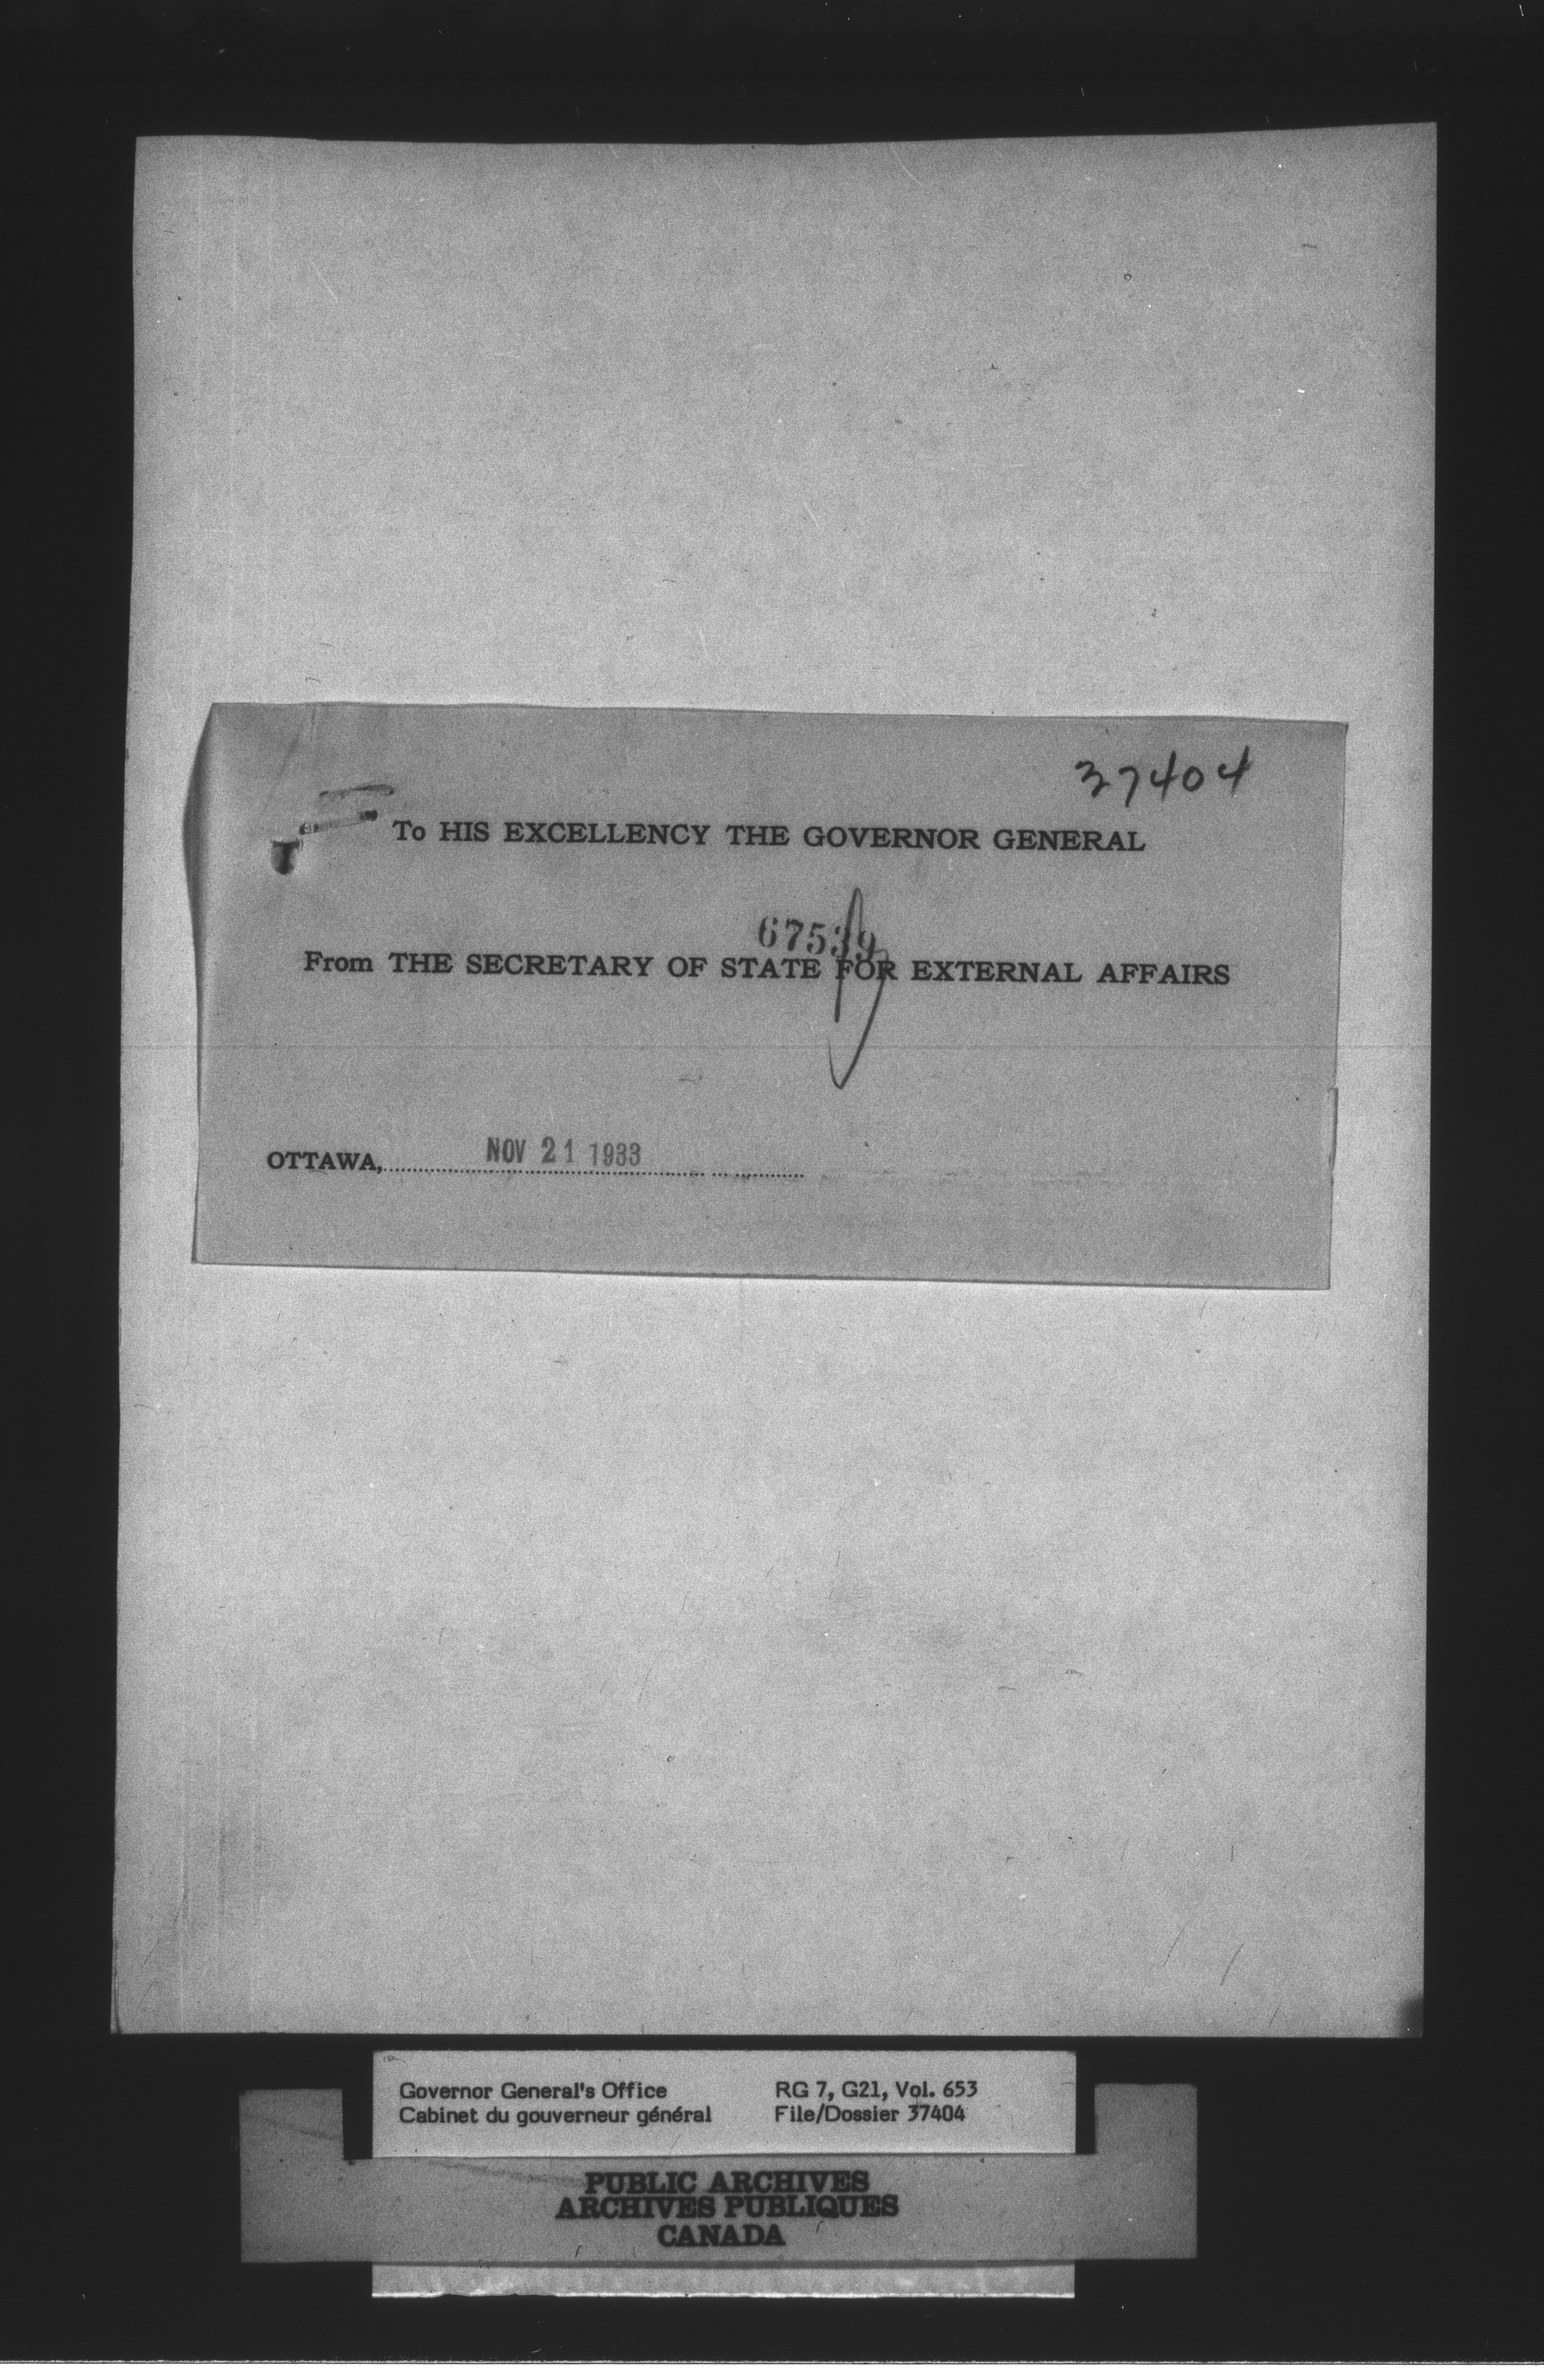 37404
To HIS EXCELLENCY THE GOVERNOR GENERAL
67539
From THE SECRETARY OF STATE FOR EXTERNAL AFFAIRS
OTTAWA, NOV 21 1933
Governor General's Office RG 7, G21, Vol. 653
Cabinet du gouverneur général File/Dossier 37404
PUBLIC ARCHIVES
ARCHIVES PUBLIQUES
CANADA